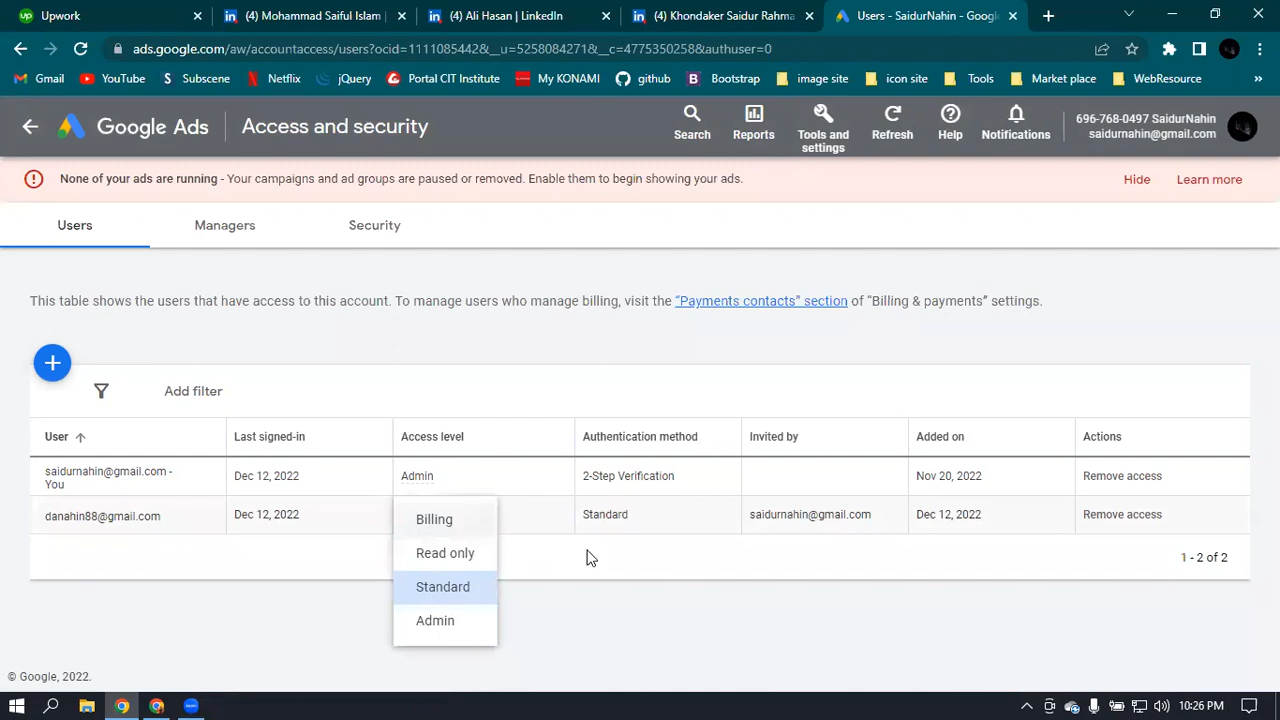 Upwork
(4) Mohammad Saiful Islam |
(4) Ali Hasan | LinkedIn
(4) Khondaker Saidur Rahma
Users - SaidurNahin - Google
ads.google.com/aw/accountaccess/users?ocid=1111085442&__u=5258084271&__c=4775350258&authuser=0
Gmail
YouTube
Subscene
Netflix
jQuery
Portal CIT Institute
My KONAMI
github
Bootstrap
image site
icon site
Tools
Market place
WebResource
»
Google Ads
Access and security
Search
Reports
Tools and settings
Refresh
Help
Notifications
696-768-0497 SaidurNahin
saidurnahin@gmail.com
None of your ads are running - Your campaigns and ad groups are paused or removed. Enable them to begin showing your ads.
Hide
Learn more
Users
Managers
Security
This table shows the users that have access to this account. To manage users who manage billing, visit the “Payments contacts” section of “Billing & payments” settings.
Add filter
User
Last signed-in
Access level
Authentication method
Invited by
Added on
Actions
saidurnahin@gmail.com -
You
Dec 12, 2022
Admin
2-Step Verification
Nov 20, 2022
Remove access
danahin88@gmail.com
Dec 12, 2022
Standard
saidurnahin@gmail.com
Dec 12, 2022
Remove access
Billing
Read only
Standard
Admin
1 - 2 of 2
© Google, 2022.
10:26 PM